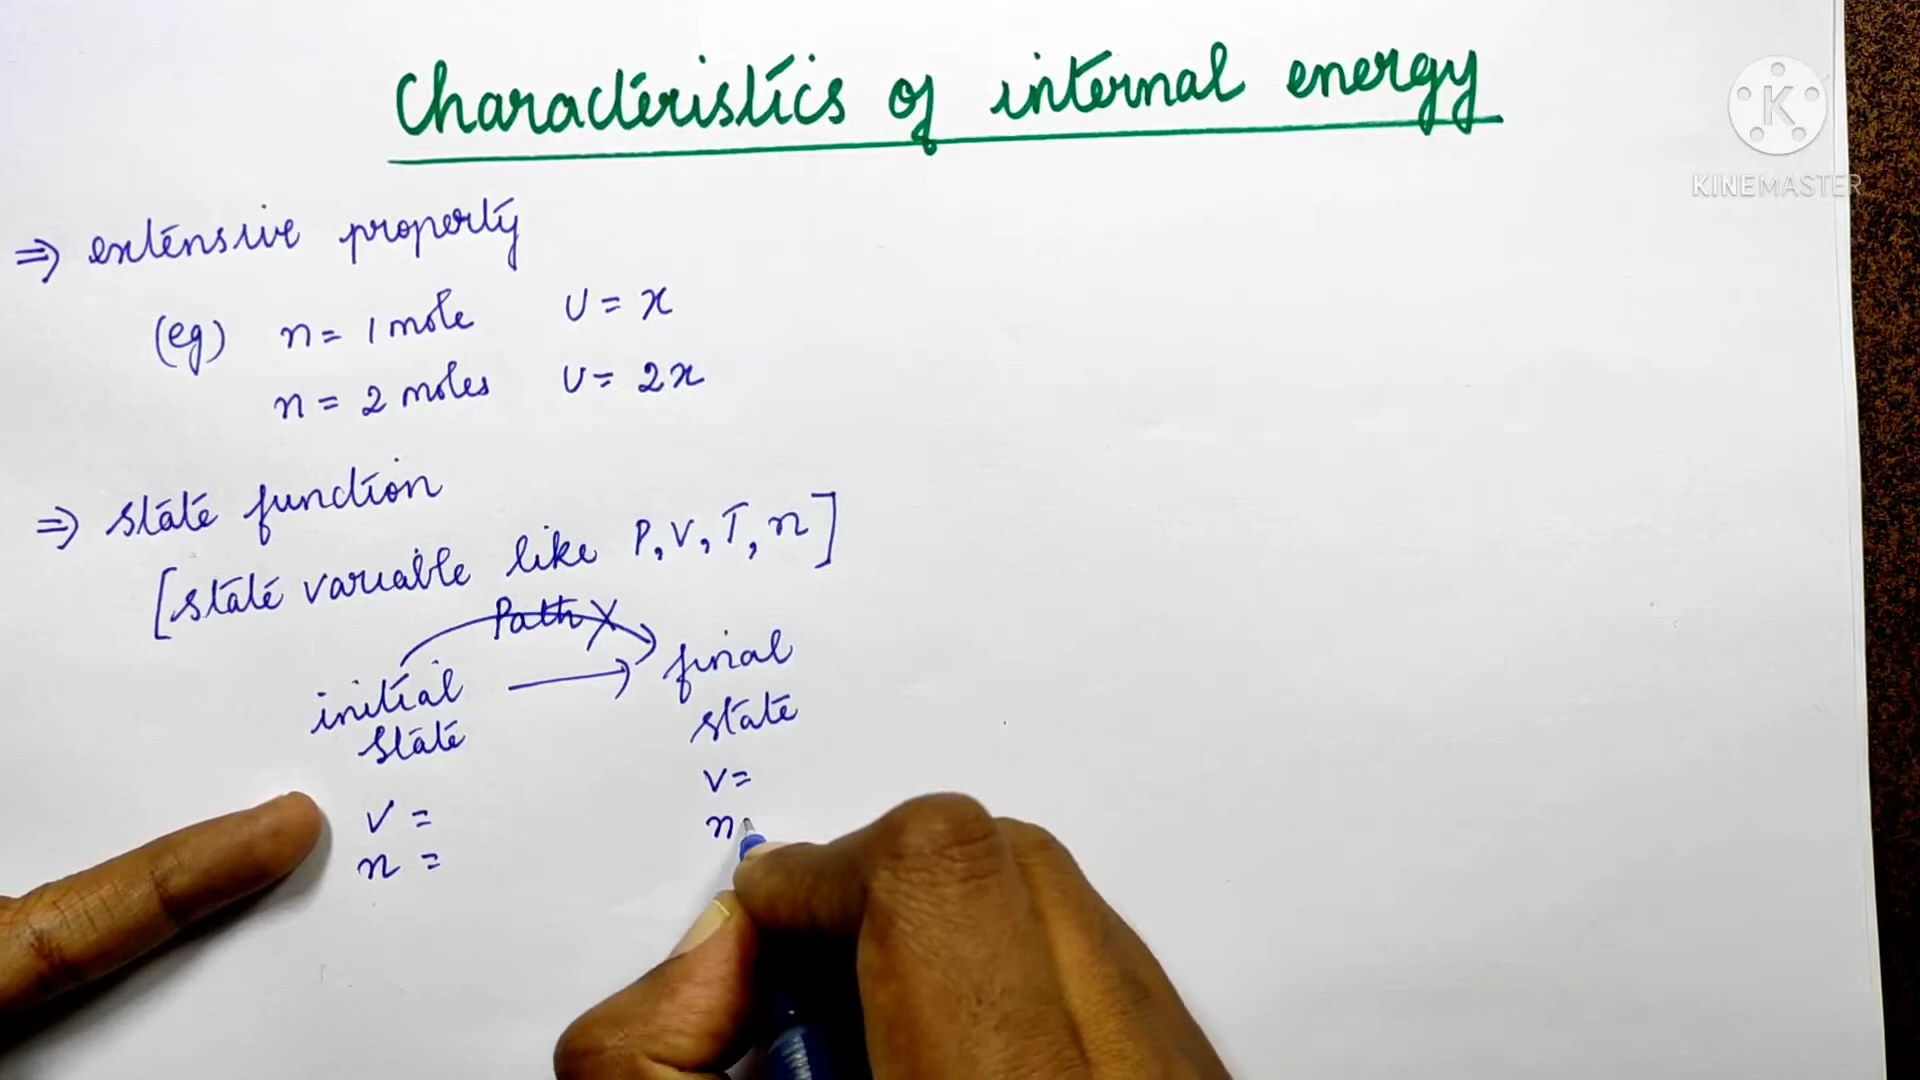 Characteristics of internal energy
K
KINEMASTER
⇒ extensive property
(eg) n = 1 mole U = x
n = 2 moles U = 2x
⇒ state function
[state variable like P, V, T, n]
Path X
initial → final
state state
V = V =
n = n